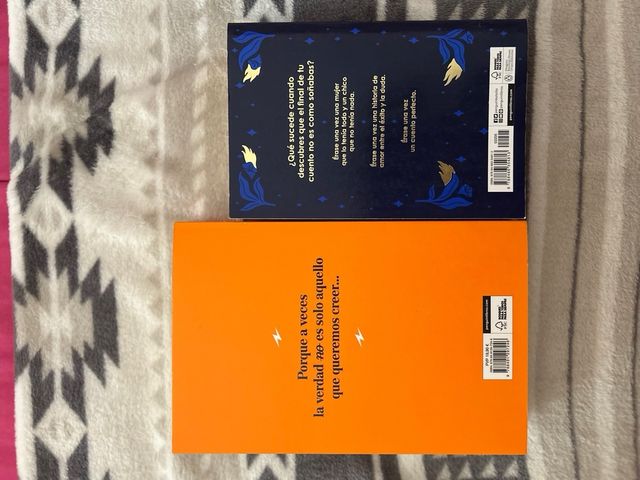 ¿Qué sucede cuando
descubres que el final de tu
cuento no es como soñabas?
Érase una vez una mujer
que lo tenía todo y un chico
que no tenía nada.
Érase una vez una historia de
amor entre el éxito y la duda.
Érase una vez
un cuento perfecto.
Porque a veces
la verdad no es solo aquello
que queremos creer...